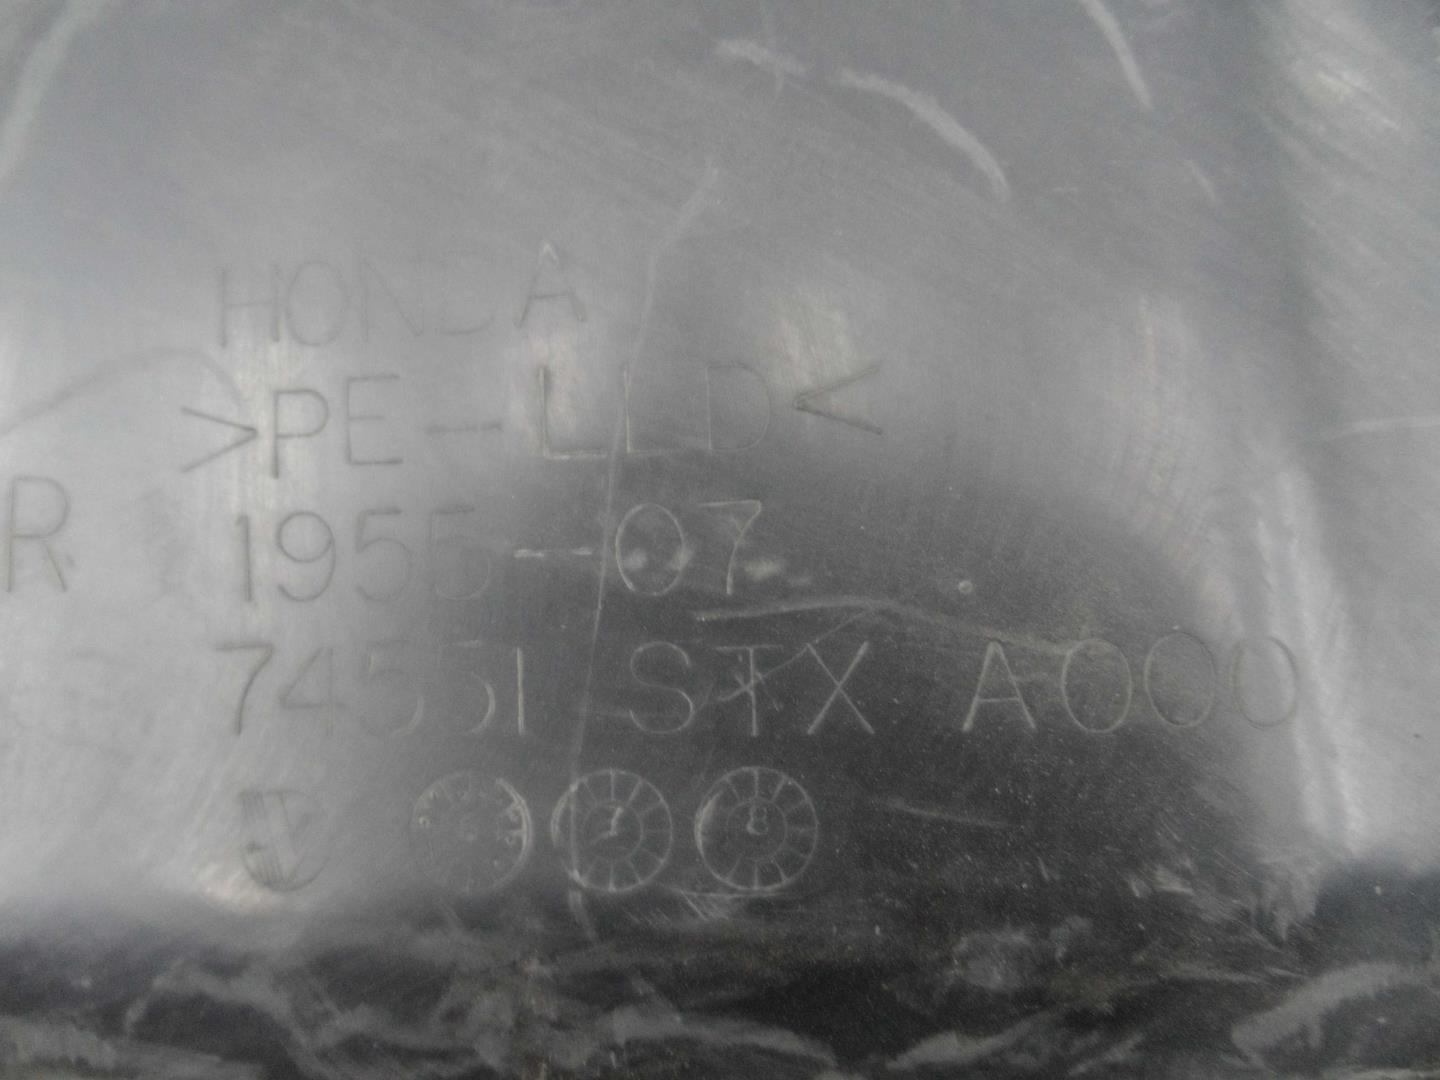 HONDA
>PE-LLD<
R 1955-07
74551 STX A000